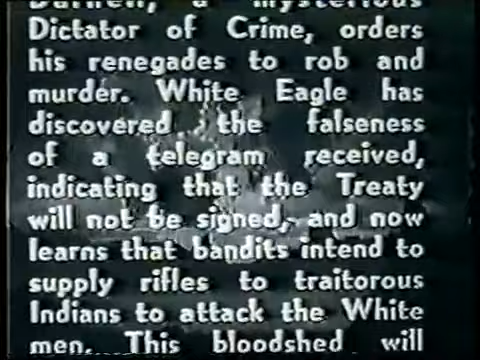 Darnell, a mysterious
Dictator of Crime, orders
his renegades to rob and
murder. White Eagle has
discovered the falseness
of a telegram received,
indicating that the Treaty
will not be signed, and now
learns that bandits intend to
supply rifles to traitorous
Indians to attack the White
men. This bloodshed will